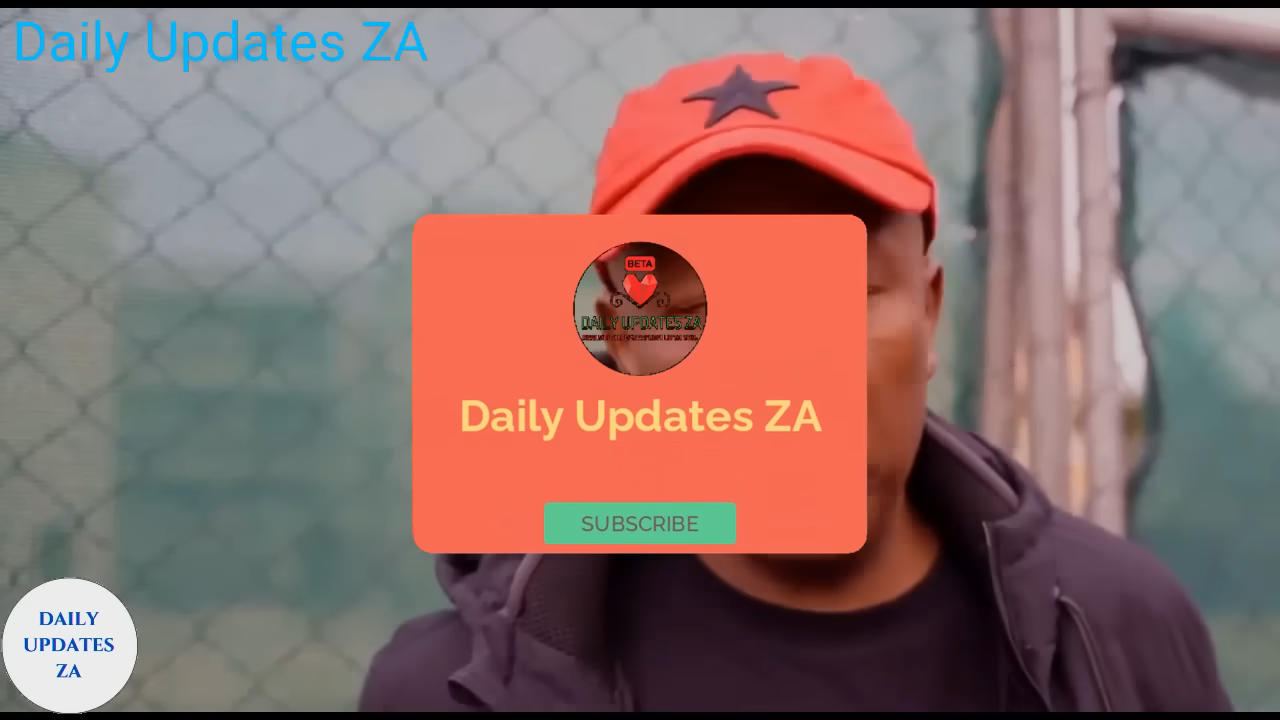 Daily Updates ZA
BETA
DAILY UPDATES ZA
Daily Updates ZA
SUBSCRIBE
DAILY
UPDATES
ZA